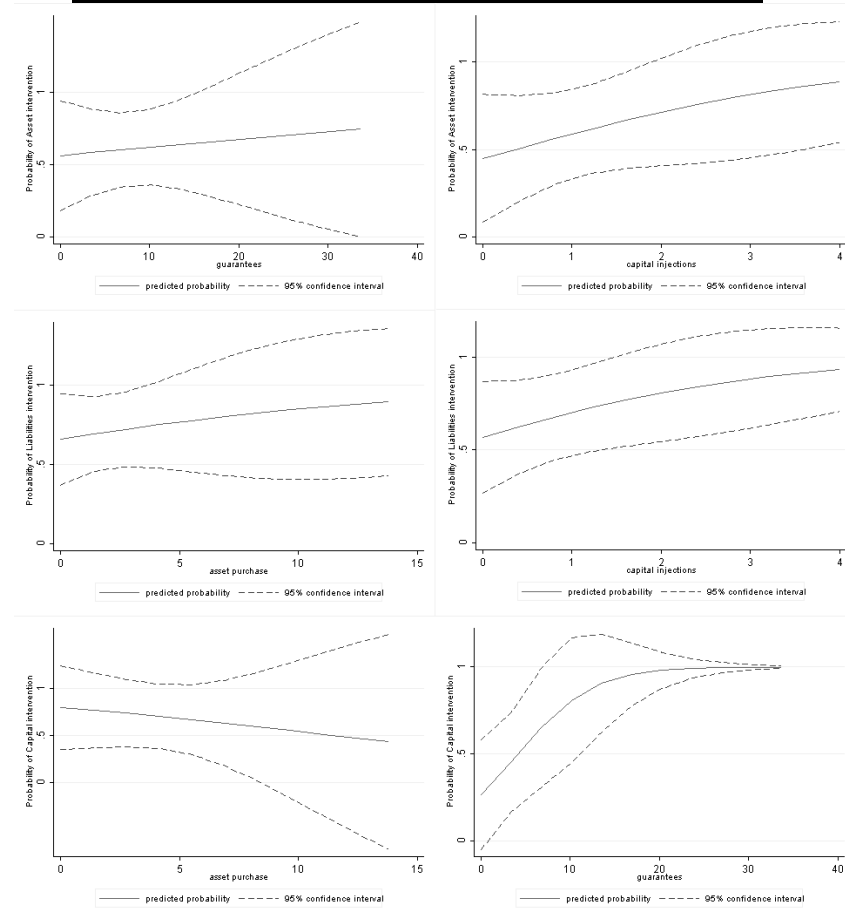 Probability of Asset intervention
0 .5 1
0 10 20 30 40
guarantees
predicted probability 95% confidence interval
Probability of Asset intervention
0 .5 1
0 1 2 3 4
capital injections
predicted probability 95% confidence interval
Probability of Liabilities intervention
0 .5 1
0 5 10 15
asset purchase
predicted probability 95% confidence interval
Probability of Liabilities intervention
0 .5 1
0 1 2 3 4
capital injections
predicted probability 95% confidence interval
Probability of Capital intervention
0 .5 1
0 5 10 15
asset purchase
predicted probability 95% confidence interval
Probability of Capital intervention
0 .5 1
0 10 20 30 40
guarantees
predicted probability 95% confidence interval